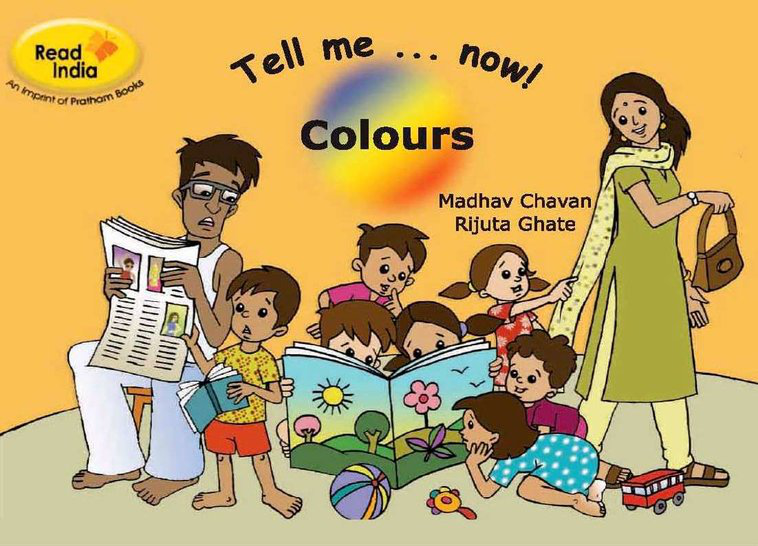 Read
India
An Imprint of Pratham Books
Tell me ... now!
Colours
Madhav Chavan
Rijuta Ghate